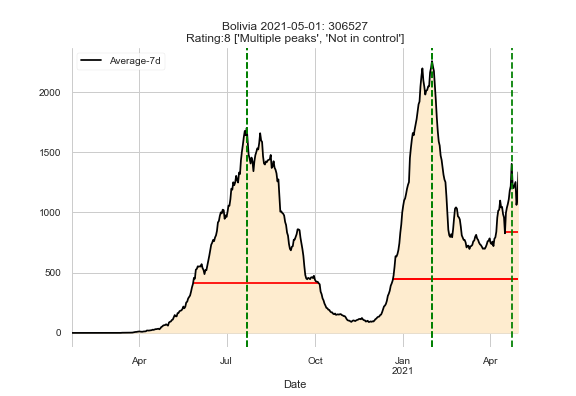 Bolivia 2021-05-01: 306527
Rating:8 ['Multiple peaks', 'Not in control']
Average-7d
2000
1500
1000
500
0
Apr
Jul
Oct
Jan
2021
Apr
Date